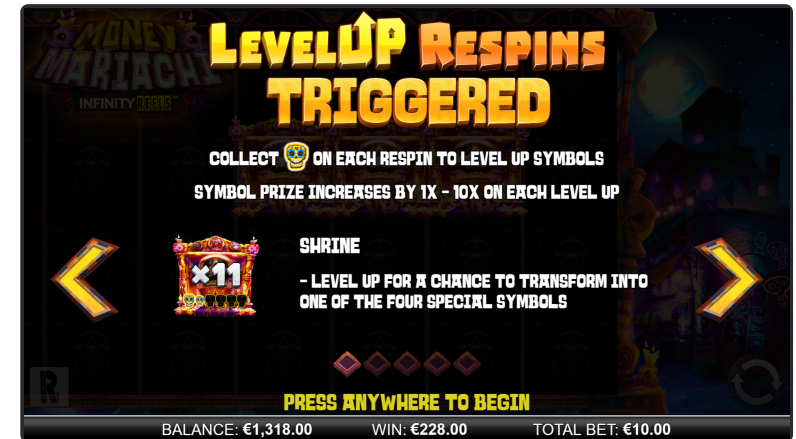 MONEY
MARIACHI
INFINITY REELS™
LEVELUP RESPINS
TRIGGERED
COLLECT ON EACH RESPIN TO LEVEL UP SYMBOLS
SYMBOL PRIZE INCREASES BY 1X - 10X ON EACH LEVEL UP
SHRINE
×11
- LEVEL UP FOR A CHANCE TO TRANSFORM INTO
ONE OF THE FOUR SPECIAL SYMBOLS
R
PRESS ANYWHERE TO BEGIN
BALANCE: €1,318.00 WIN: €228.00 TOTAL BET: €10.00